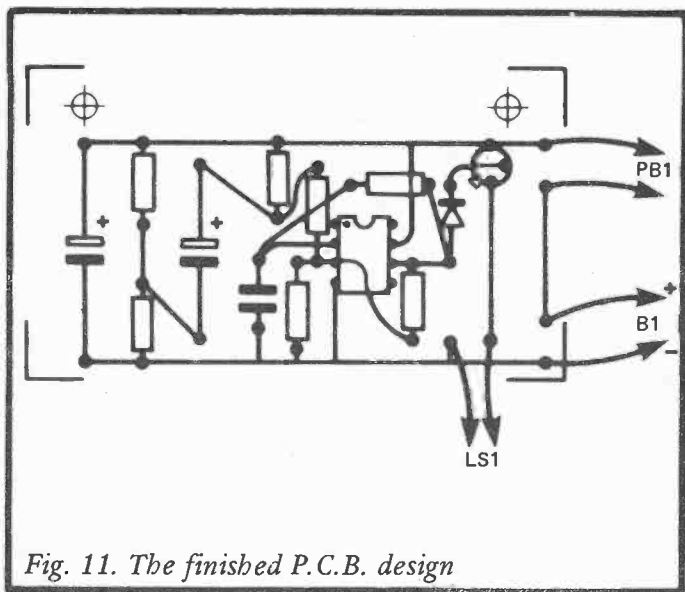 +
+
PB1
+
B1
-
LS1
Fig. 11. The finished P.C.B. design